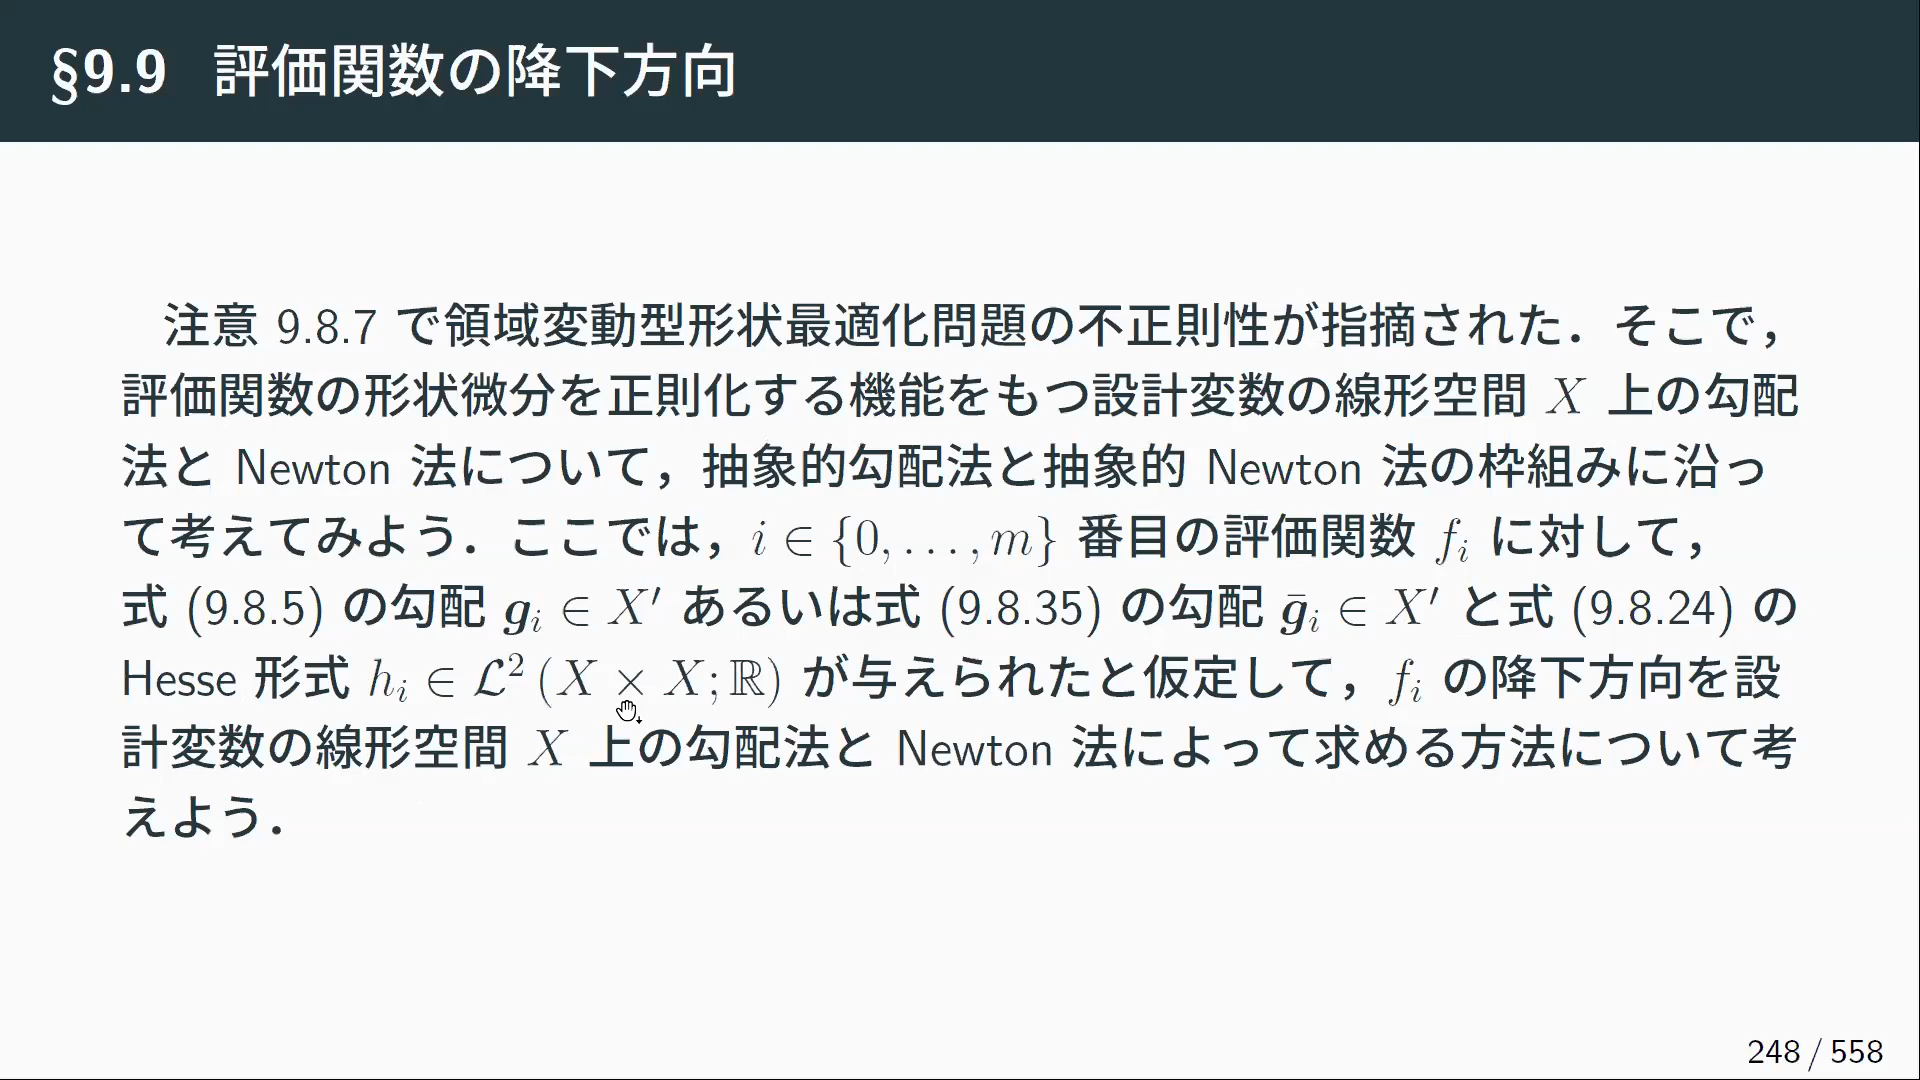 §9.9 評価関数の降下方向
注意 9.8.7 で領域変動型形状最適化問題の不正則性が指摘された．そこで，
評価関数の形状微分を正則化する機能をもつ設計変数の線形空間 X 上の勾配
法と Newton 法について，抽象的勾配法と抽象的 Newton 法の枠組みに沿っ
て考えてみよう．ここでは，i ∈ {0, . . . , m} 番目の評価関数 fᵢ に対して，
式 (9.8.5) の勾配 gᵢ ∈ X′ あるいは式 (9.8.35) の勾配 ḡᵢ ∈ X′ と式 (9.8.24) の
Hesse 形式 hᵢ ∈ ℒ² (X × X; ℝ) が与えられたと仮定して，fᵢ の降下方向を設
計変数の線形空間 X 上の勾配法と Newton 法によって求める方法について考
えよう．
248 / 558